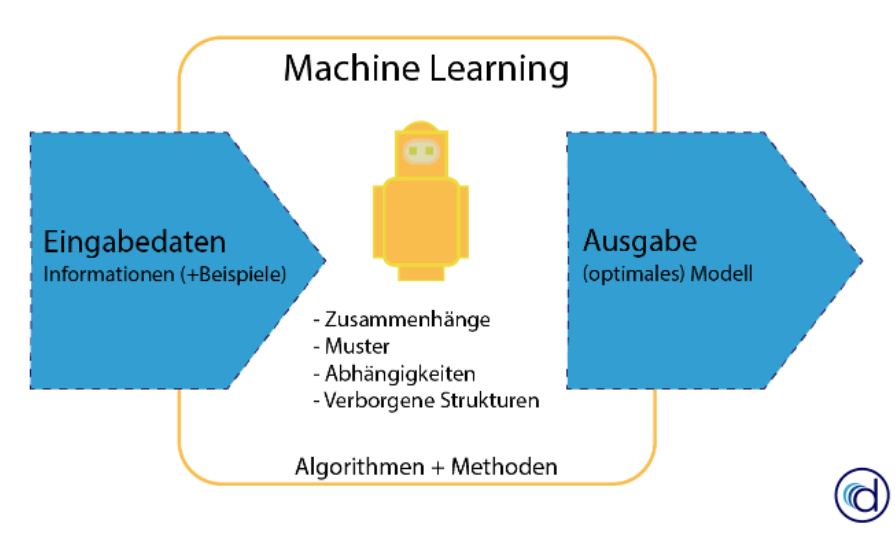 Machine Learning
Eingabedaten
Informationen (+Beispiele)
- Zusammenhänge
- Muster
- Abhängigkeiten
- Verborgene Strukturen
Algorithmen + Methoden
Ausgabe
(optimales) Modell
d